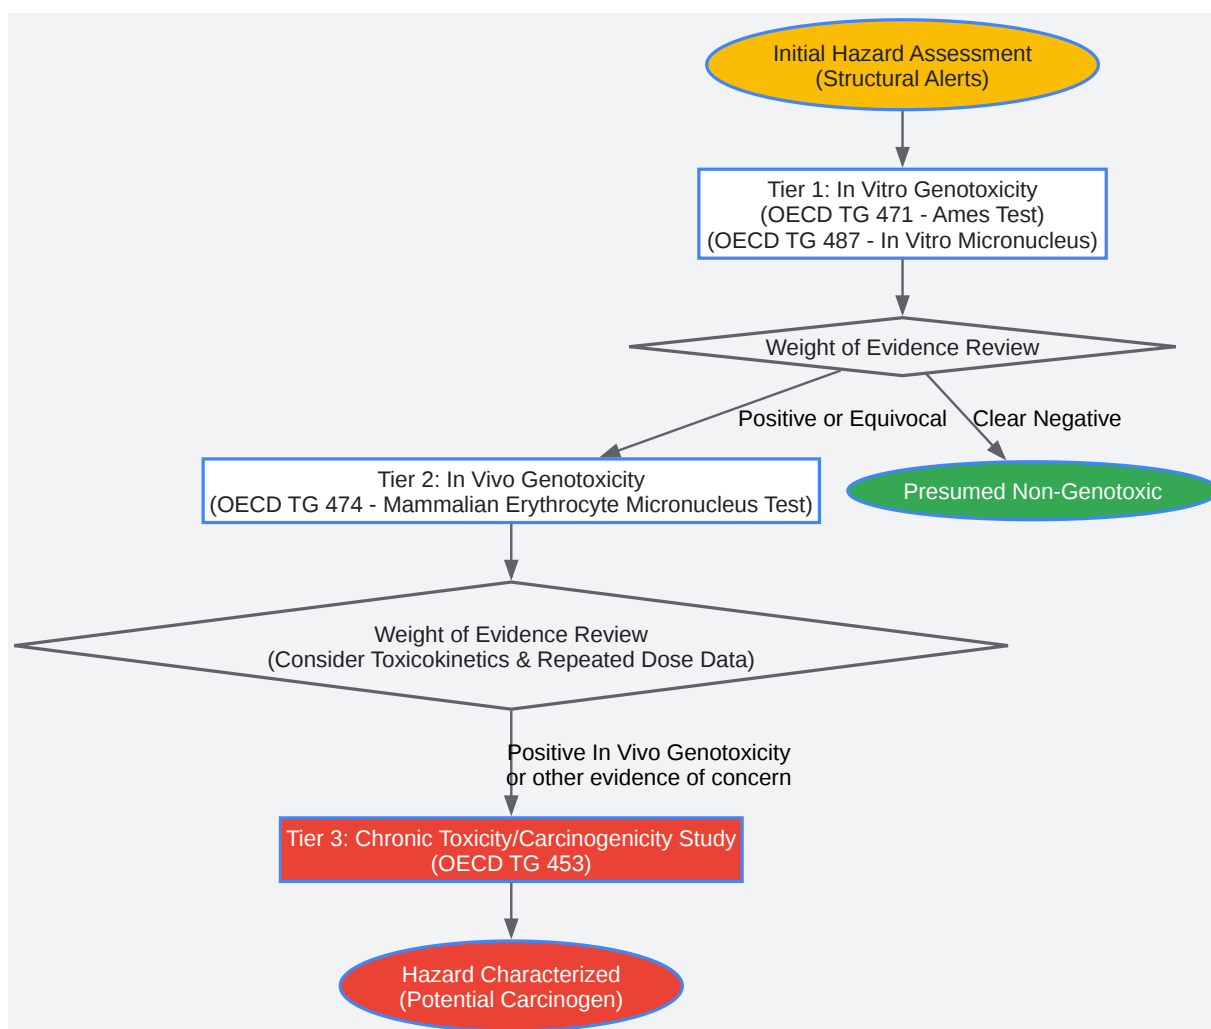 Initial Hazard Assessment
(Structural Alerts)
Tier 1: In Vitro Genotoxicity
(OECD TG 471 - Ames Test)
(OECD TG 487 - In Vitro Micronucleus)
Weight of Evidence Review
Positive or Equivocal
Clear Negative
Tier 2: In Vivo Genotoxicity
(OECD TG 474 - Mammalian Erythrocyte Micronucleus Test)
Presumed Non-Genotoxic
Weight of Evidence Review
(Consider Toxicokinetics & Repeated Dose Data)
Positive In Vivo Genotoxicity
or other evidence of concern
Tier 3: Chronic Toxicity/Carcinogenicity Study
(OECD TG 453)
Hazard Characterized
(Potential Carcinogen)